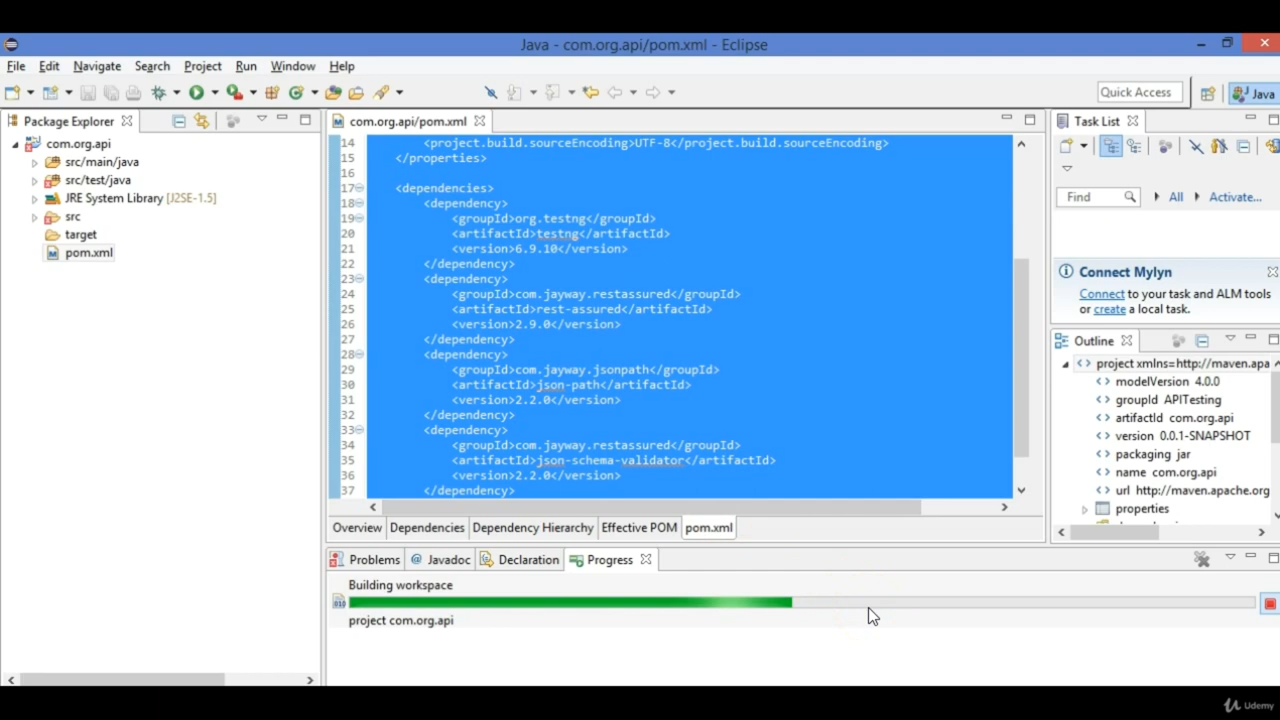 Java - com.org.api/pom.xml - Eclipse
File Edit Navigate Search Project Run Window Help
Quick Access
Java
Package Explorer
com.org.api
src/main/java
src/test/java
JRE System Library [J2SE-1.5]
src
target
pom.xml
com.org.api/pom.xml
14 <project.build.sourceEncoding>UTF-8</project.build.sourceEncoding>
15 </properties>
16
17 <dependencies>
18 <dependency>
19 <groupId>org.testng</groupId>
20 <artifactId>testng</artifactId>
21 <version>6.9.10</version>
22 </dependency>
23 <dependency>
24 <groupId>com.jayway.restassured</groupId>
25 <artifactId>rest-assured</artifactId>
26 <version>2.9.0</version>
27 </dependency>
28 <dependency>
29 <groupId>com.jayway.jsonpath</groupId>
30 <artifactId>json-path</artifactId>
31 <version>2.2.0</version>
32 </dependency>
33 <dependency>
34 <groupId>com.jayway.restassured</groupId>
35 <artifactId>json-schema-validator</artifactId>
36 <version>2.2.0</version>
37 </dependency>
Overview Dependencies Dependency Hierarchy Effective POM pom.xml
Problems Javadoc Declaration Progress
Building workspace
010
project com.org.api
Task List
Find All Activate...
Connect Mylyn
Connect to your task and ALM tools
or create a local task.
Outline
project xmlns=http://maven.apa
modelVersion 4.0.0
groupId APITesting
artifactId com.org.api
version 0.0.1-SNAPSHOT
packaging jar
name com.org.api
url http://maven.apache.org
properties
Udemy